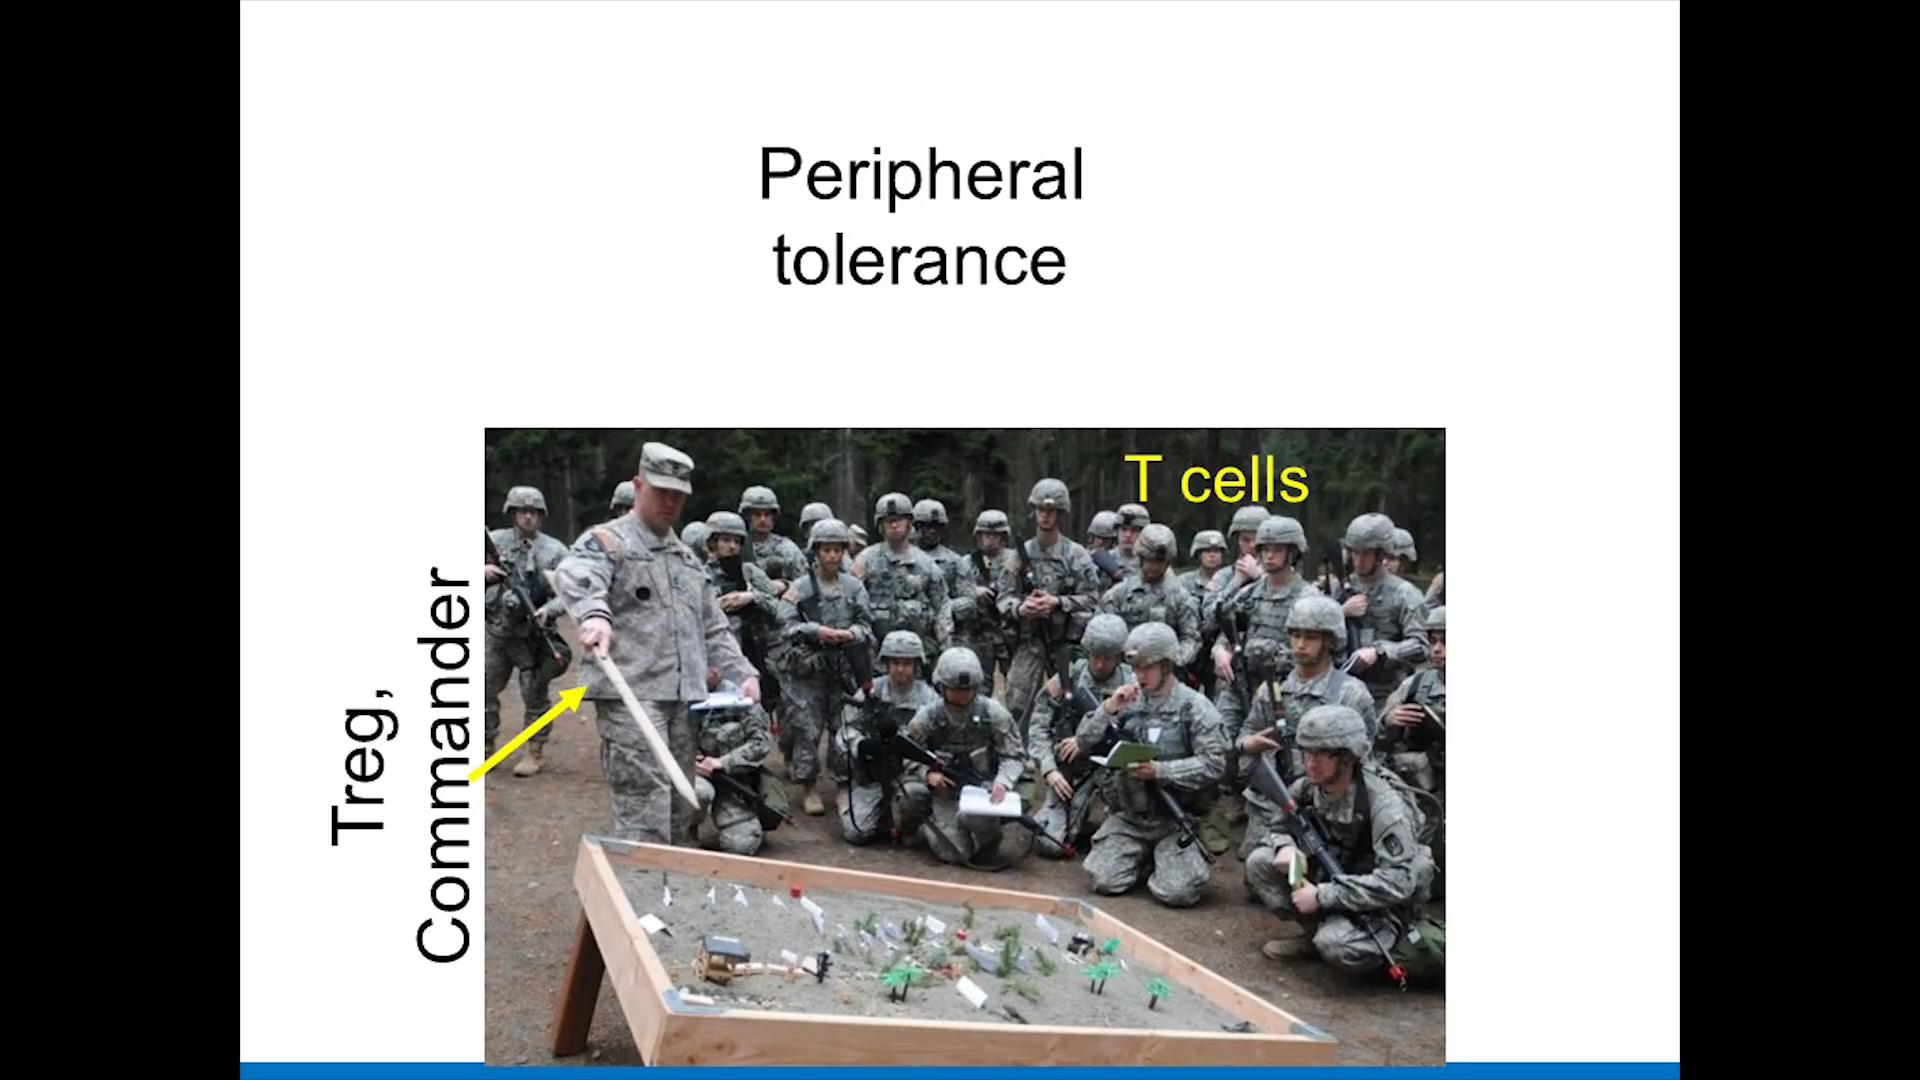 Peripheral
tolerance
T cells
Treg,
Commander